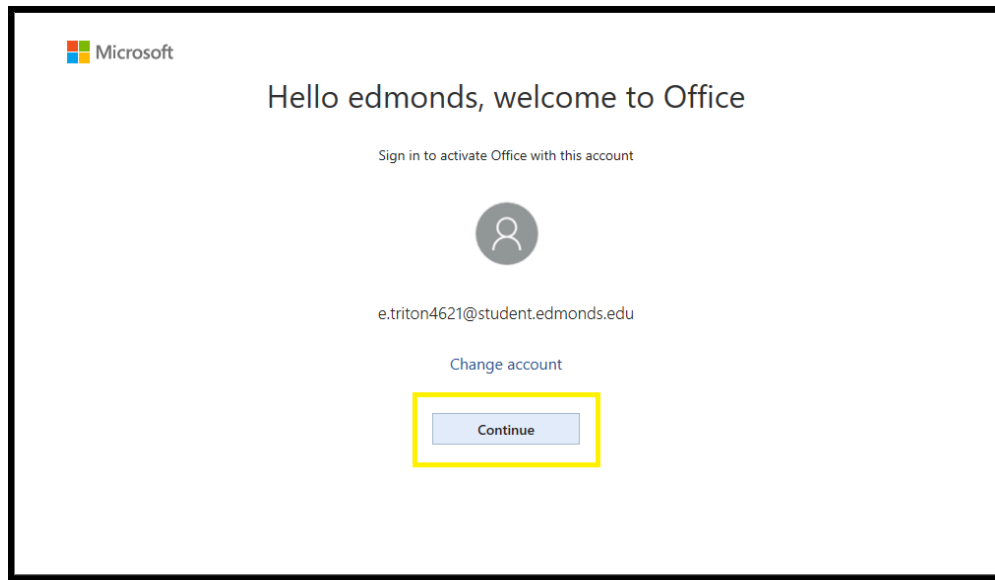 Microsoft
Hello edmonds, welcome to Office
Sign in to activate Office with this account
e.triton4621@student.edmonds.edu
Change account
Continue